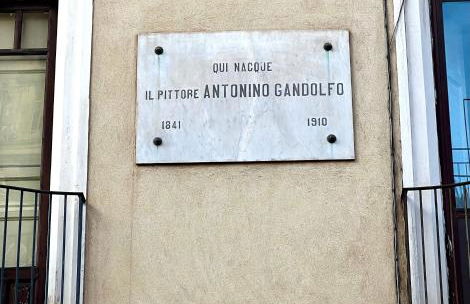 QUI NACQUE
IL PITTORE ANTONINO GANDOLFO
1841 1910